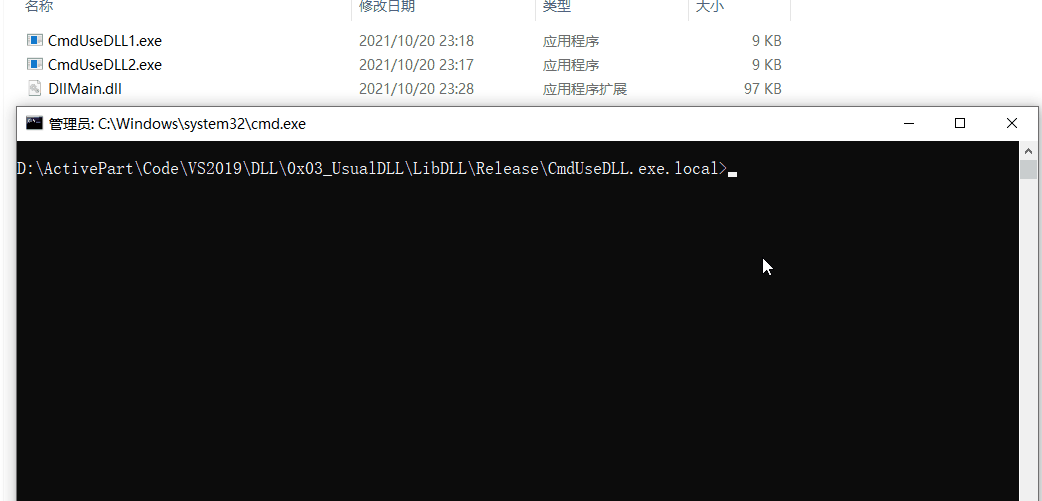 名称 修改日期 类型 大小
CmdUseDLL1.exe 2021/10/20 23:18 应用程序 9 KB
CmdUseDLL2.exe 2021/10/20 23:17 应用程序 9 KB
DllMain.dll 2021/10/20 23:28 应用程序扩展 97 KB
管理员: C:\Windows\system32\cmd.exe
D:\ActivePart\Code\VS2019\DLL\0x03_UsualDLL\LibDLL\Release\CmdUseDLL.exe.local>